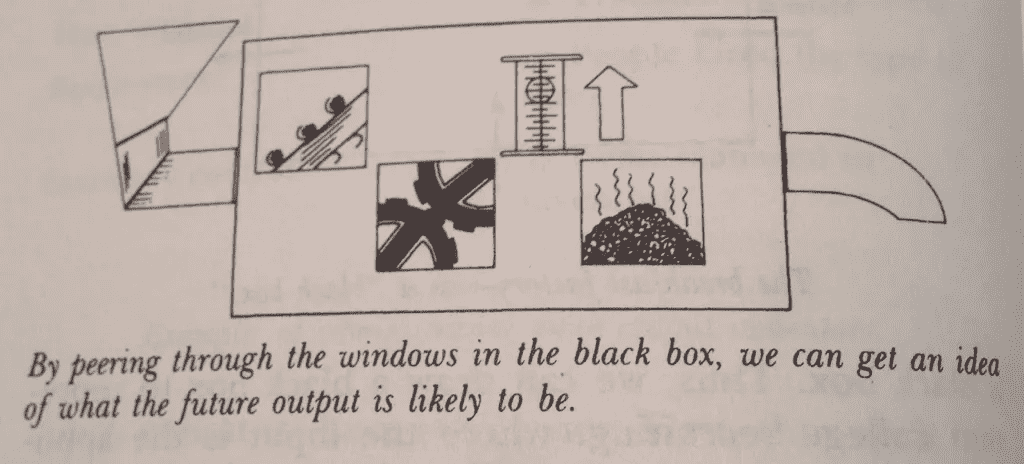 By peering through the windows in the black box, we can get an idea
of what the future output is likely to be.